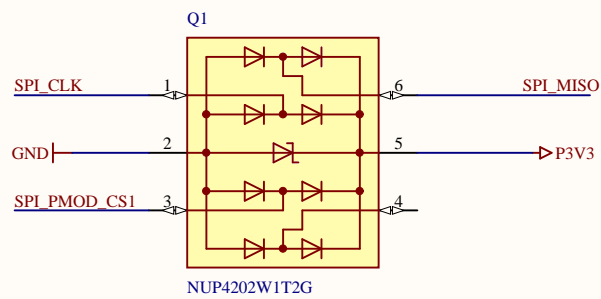 Q1
SPI_CLK 1 6 SPI_MISO
GND 2 5 P3V3
SPI_PMOD_CS1 3 4
NUP4202W1T2G